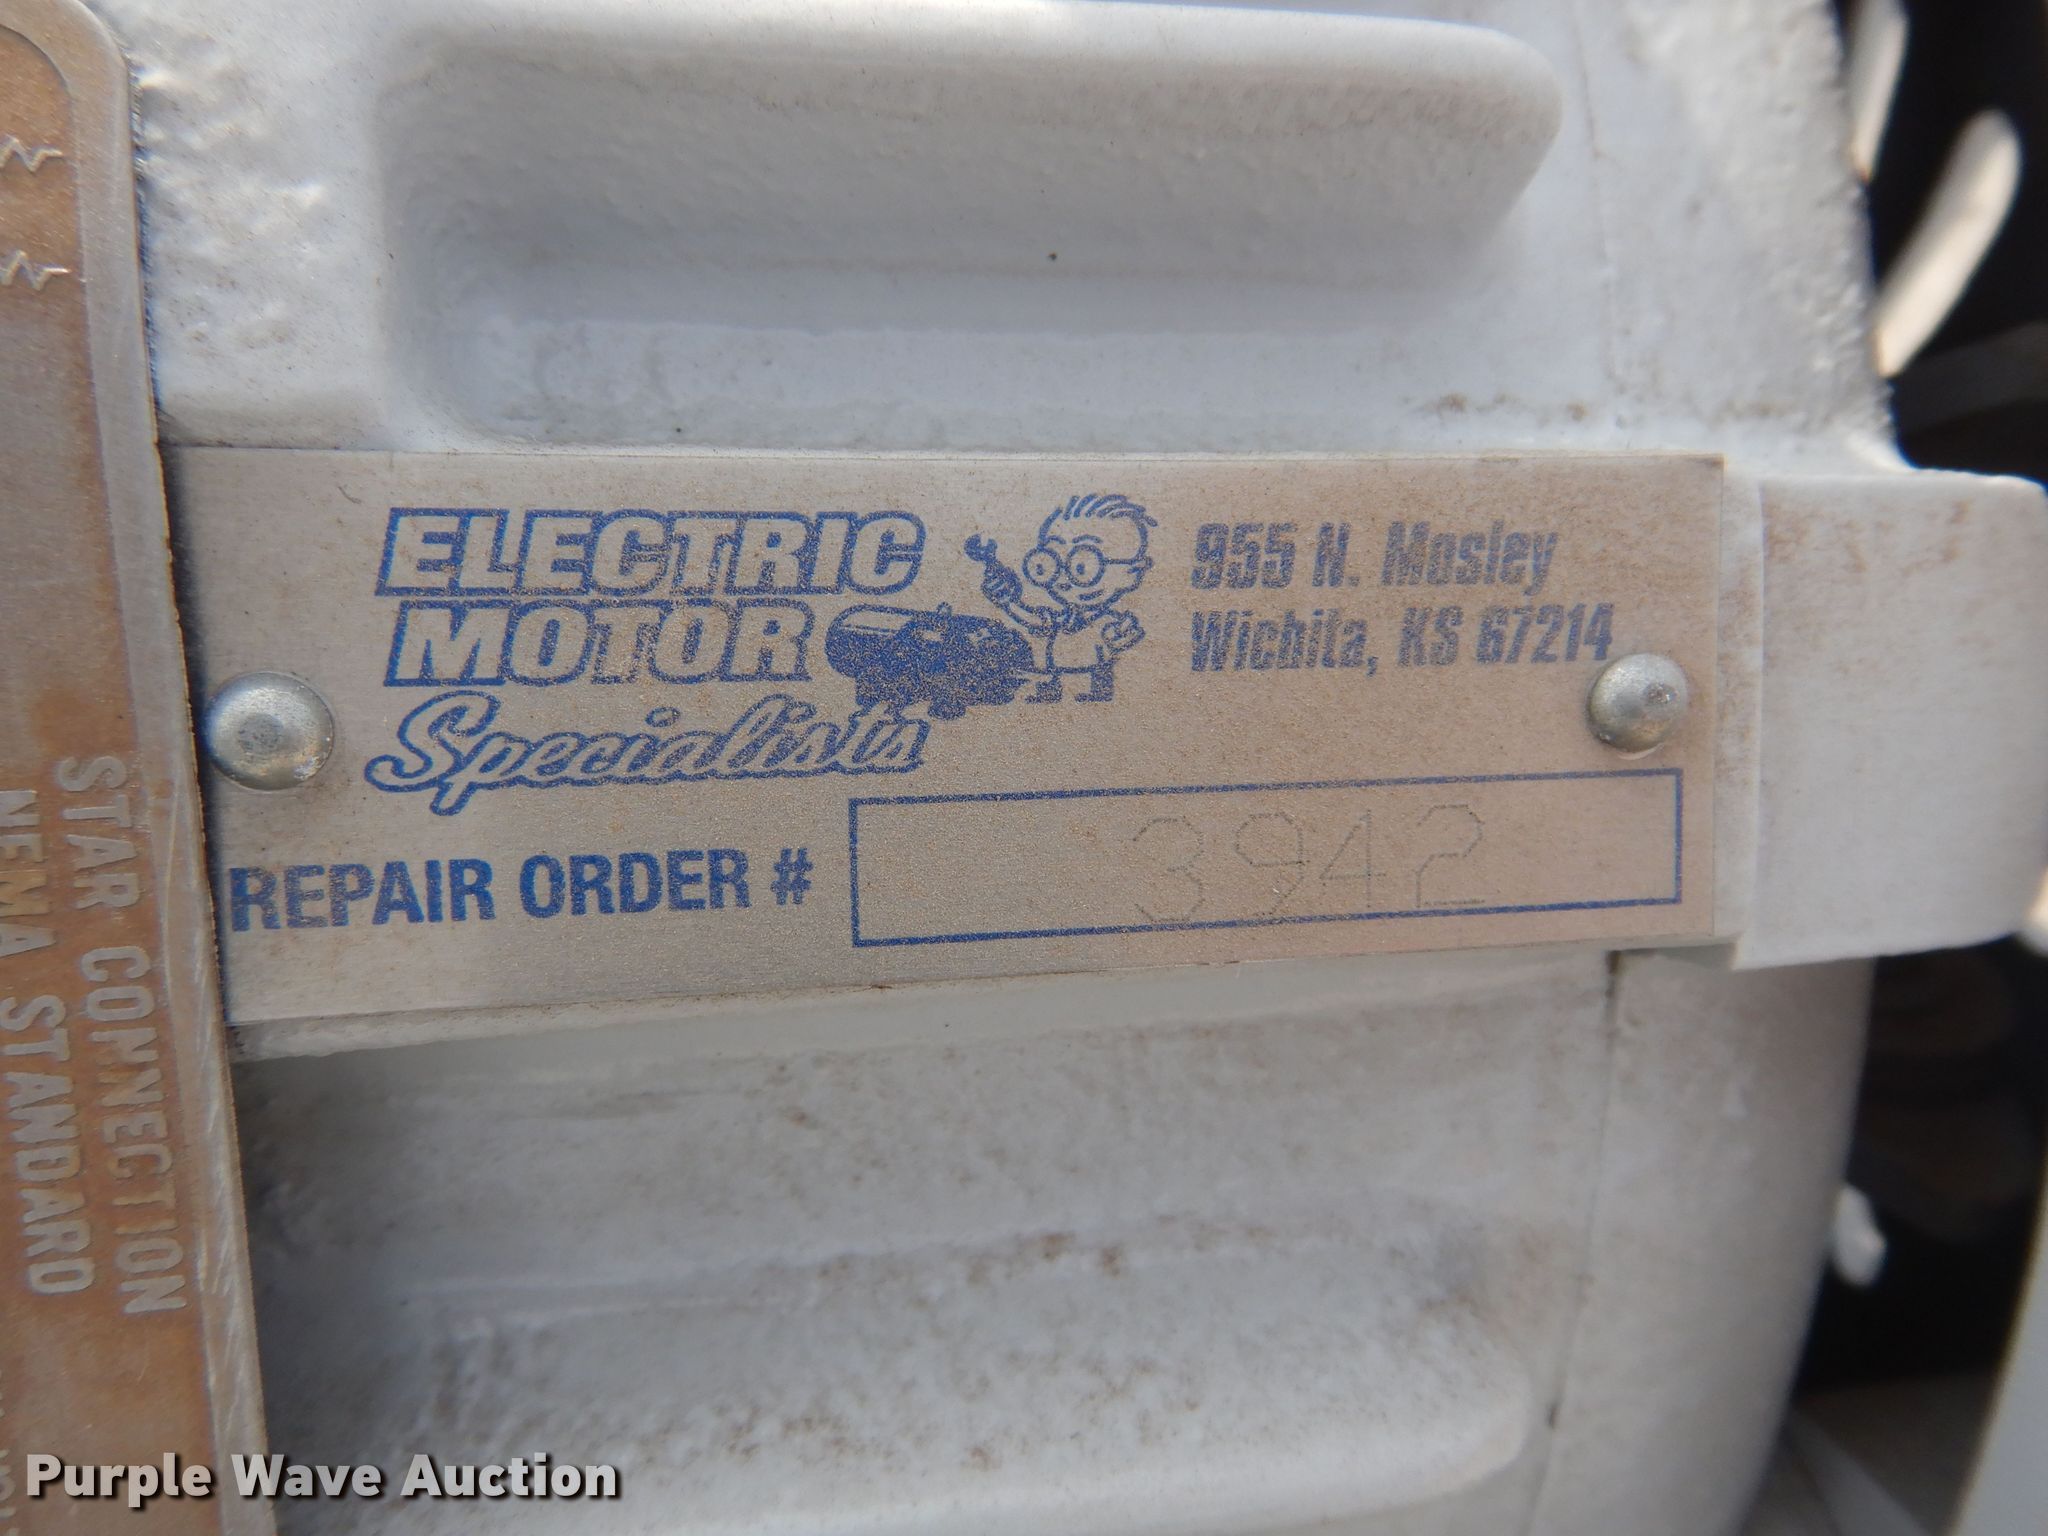 ELECTRIC
MOTOR
Specialists
955 N. Mosley
Wichita, KS 67214
REPAIR ORDER #
3942
STAR CONNECTION
NEMA STANDARD
Purple Wave Auction